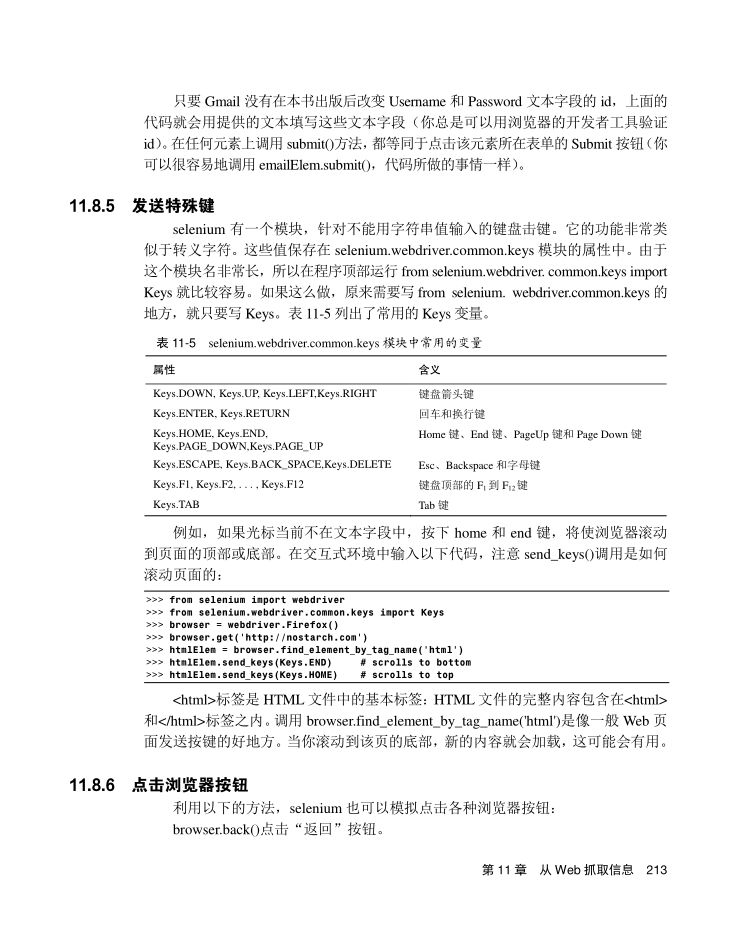 只要 Gmail 没有在本书出版后改变 Username 和 Password 文本字段的 id，上面的
代码就会用提供的文本填写这些文本字段（你总是可以用浏览器的开发者工具验证
id）。在任何元素上调用 submit()方法，都等同于点击该元素所在表单的 Submit 按钮（你
可以很容易地调用 emailElem.submit()，代码所做的事情一样）。
11.8.5 发送特殊键
selenium 有一个模块，针对不能用字符串值输入的键盘击键。它的功能非常类
似于转义字符。这些值保存在 selenium.webdriver.common.keys 模块的属性中。由于
这个模块名非常长，所以在程序顶部运行 from selenium.webdriver. common.keys import
Keys 就比较容易。如果这么做，原来需要写 from selenium. webdriver.common.keys 的
地方，就只要写 Keys。表 11-5 列出了常用的 Keys 变量。
表 11-5 selenium.webdriver.common.keys 模块中常用的变量
属性 含义
Keys.DOWN, Keys.UP, Keys.LEFT,Keys.RIGHT 键盘箭头键
Keys.ENTER, Keys.RETURN 回车和换行键
Keys.HOME, Keys.END, Home 键、End 键、PageUp 键和 Page Down 键
Keys.PAGE_DOWN,Keys.PAGE_UP
Keys.ESCAPE, Keys.BACK_SPACE,Keys.DELETE Esc、Backspace 和字母键
Keys.F1, Keys.F2, . . . , Keys.F12 键盘顶部的 F1 到 F12 键
Keys.TAB Tab 键
例如，如果光标当前不在文本字段中，按下 home 和 end 键，将使浏览器滚动
到页面的顶部或底部。在交互式环境中输入以下代码，注意 send_keys()调用是如何
滚动页面的：
>>> from selenium import webdriver
>>> from selenium.webdriver.common.keys import Keys
>>> browser = webdriver.Firefox()
>>> browser.get('http://nostarch.com')
>>> htmlElem = browser.find_element_by_tag_name('html')
>>> htmlElem.send_keys(Keys.END) # scrolls to bottom
>>> htmlElem.send_keys(Keys.HOME) # scrolls to top
<html>标签是 HTML 文件中的基本标签：HTML 文件的完整内容包含在<html>
和</html>标签之内。调用 browser.find_element_by_tag_name('html')是像一般 Web 页
面发送按键的好地方。当你滚动到该页的底部，新的内容就会加载，这可能会有用。
11.8.6 点击浏览器按钮
利用以下的方法，selenium 也可以模拟点击各种浏览器按钮：
browser.back()点击“返回”按钮。
第 11 章 从 Web 抓取信息 213